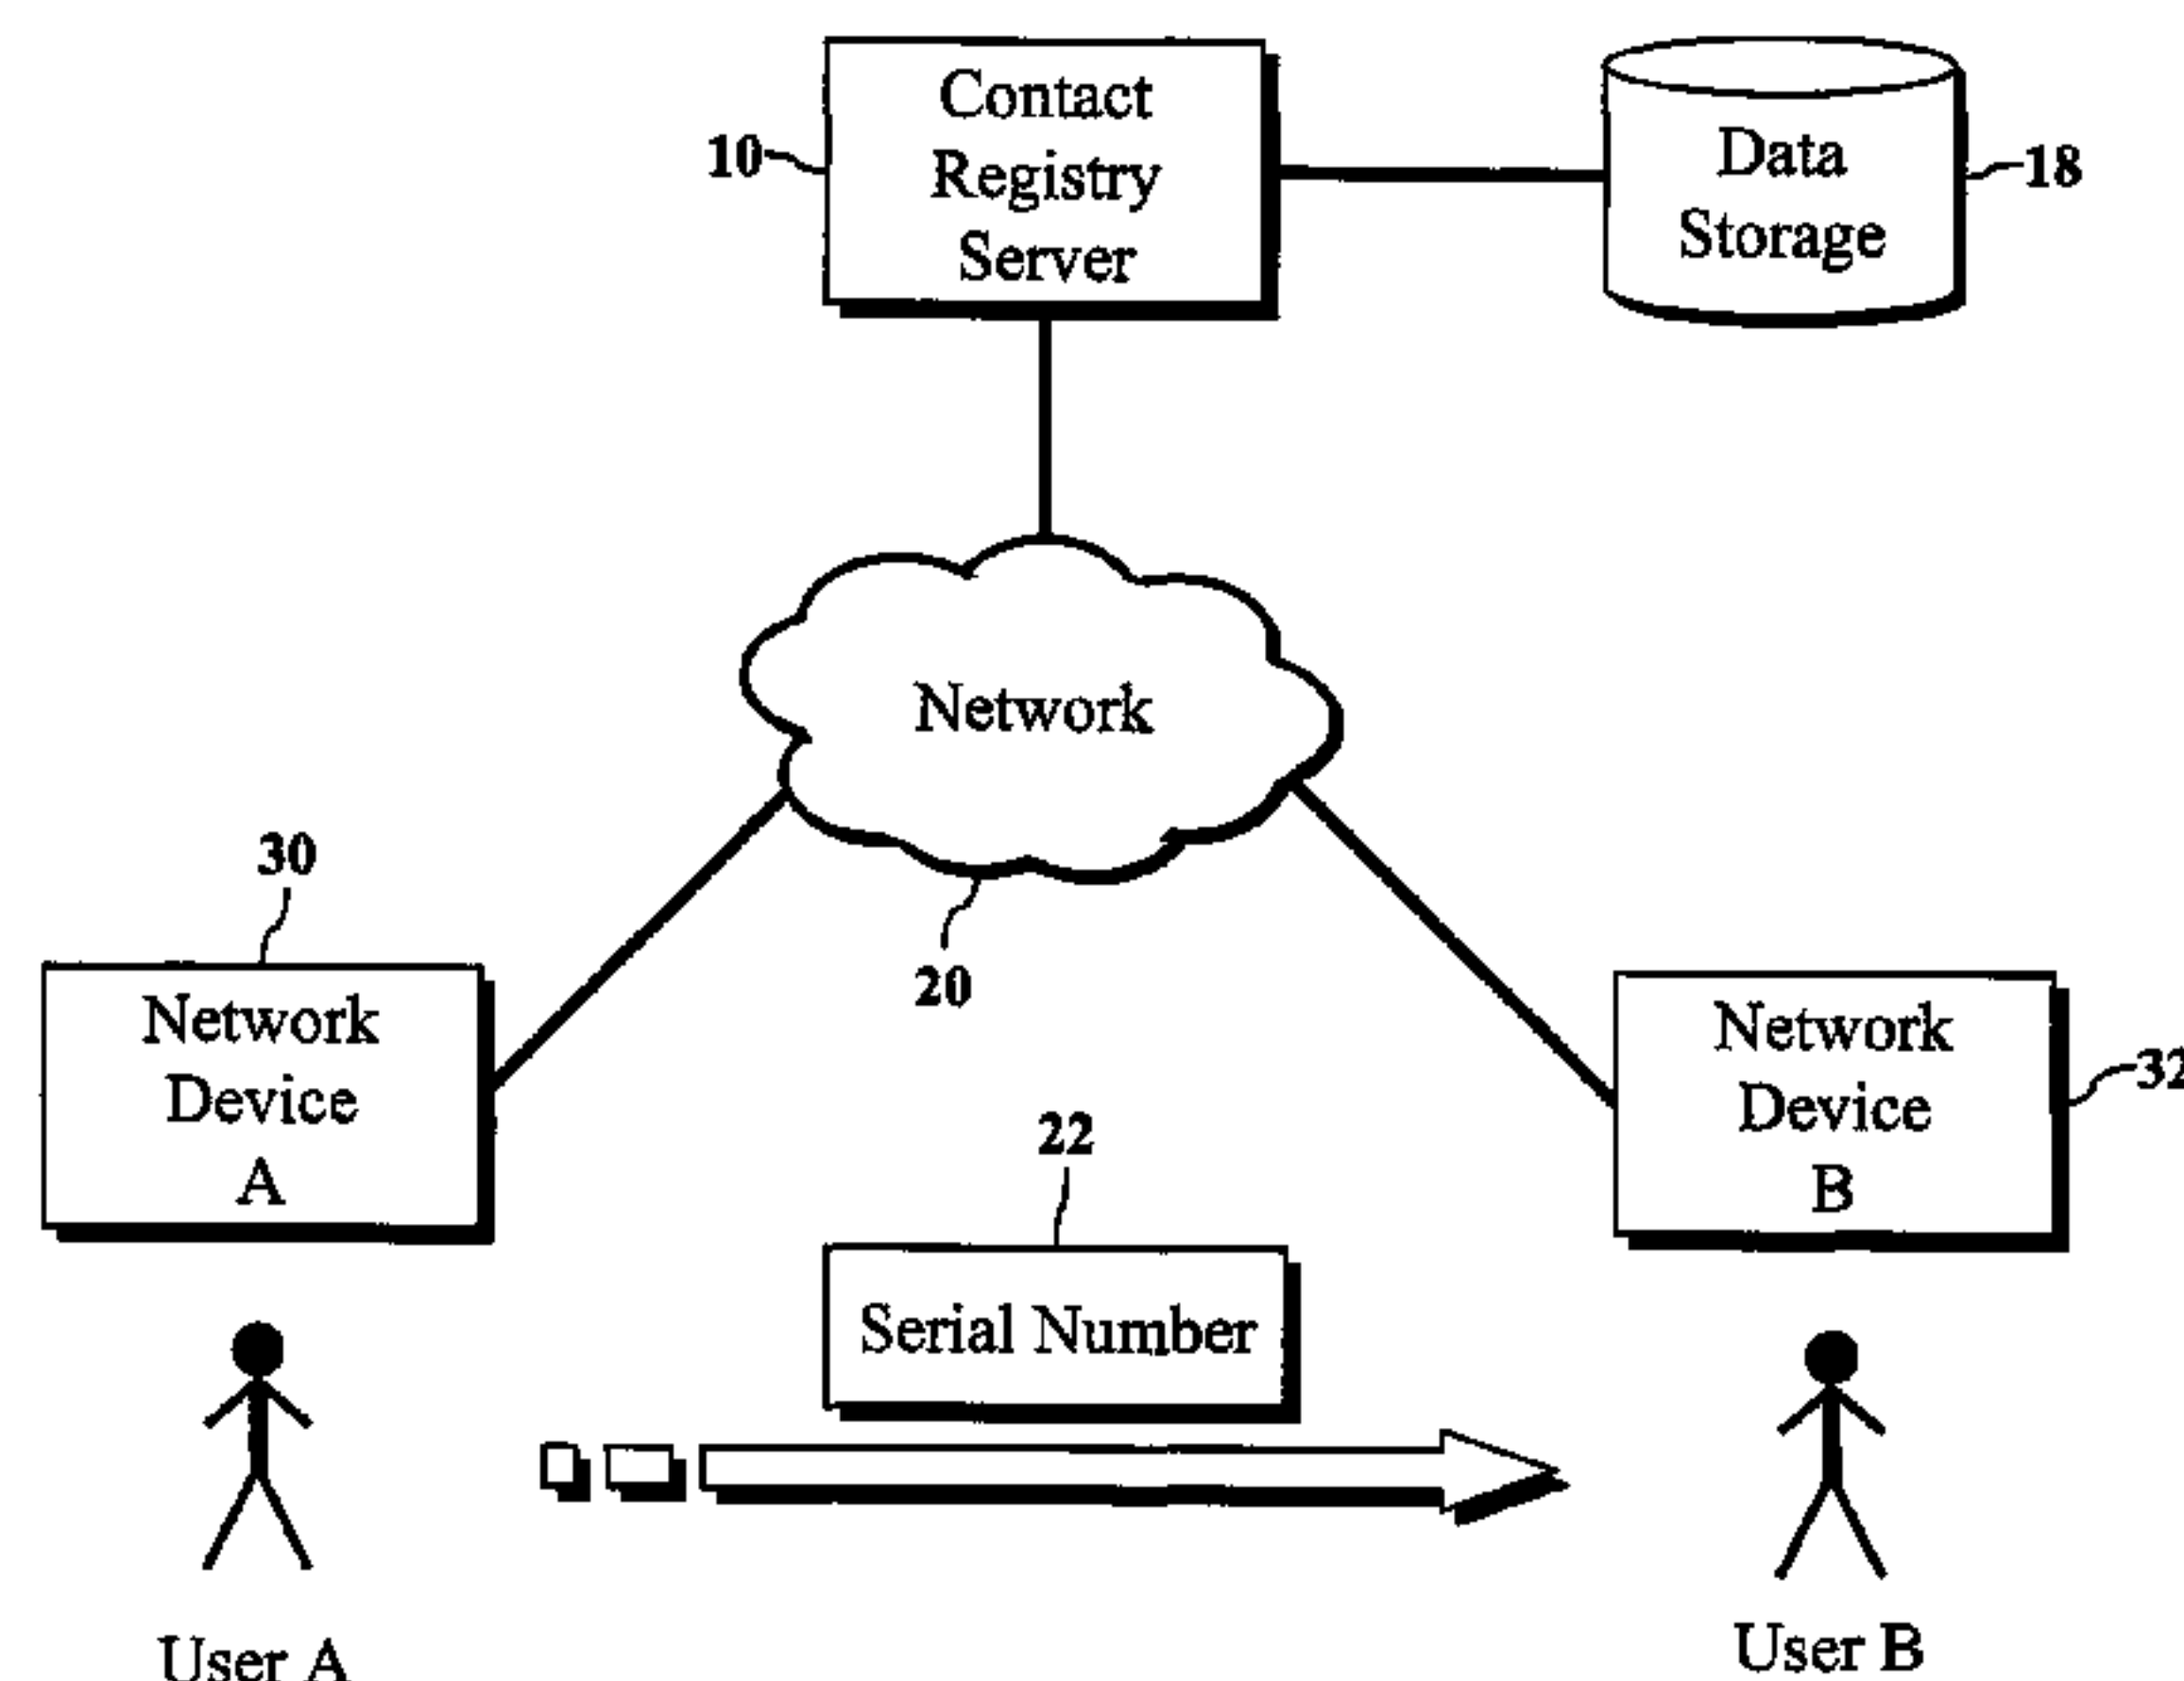 Contact
Registry
Server
10
Data
Storage
18
Network
20
30
Network
Device
A
Network
Device
B
32
22
Serial Number
User A
User B